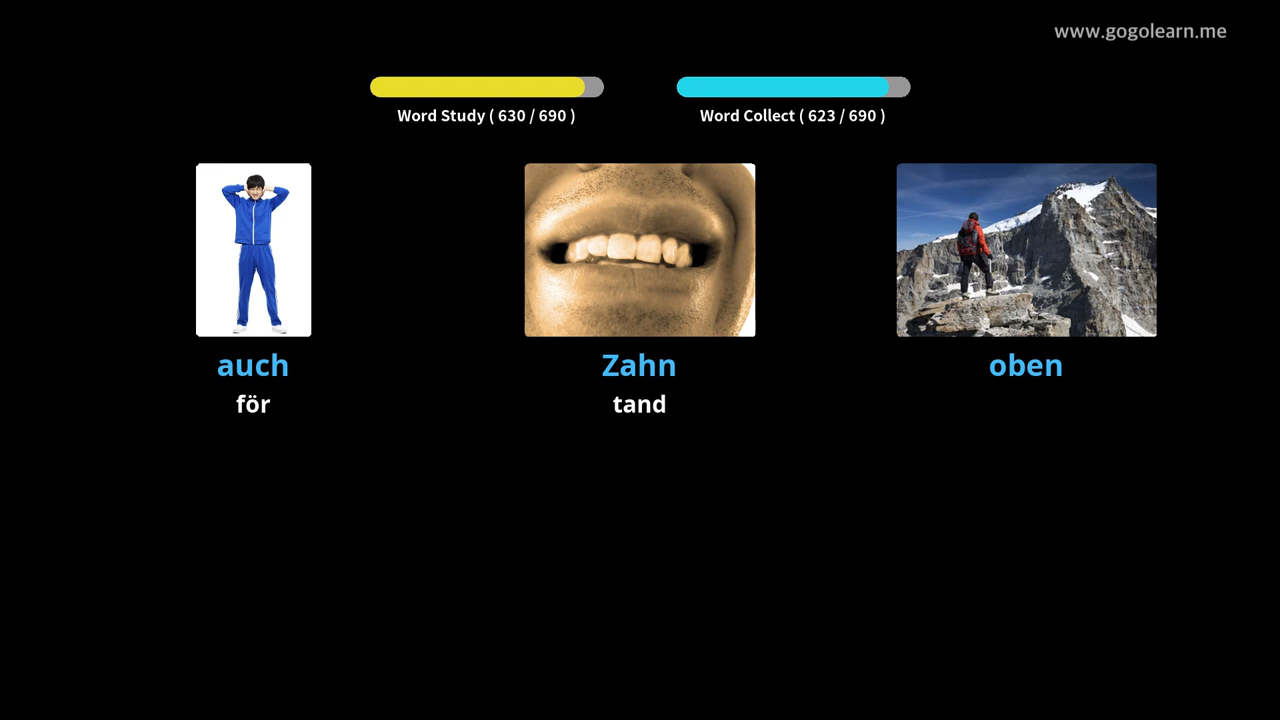 www.gogolearn.me
Word Study ( 630 / 690 )
Word Collect ( 623 / 690 )
auch
för
Zahn
tand
oben